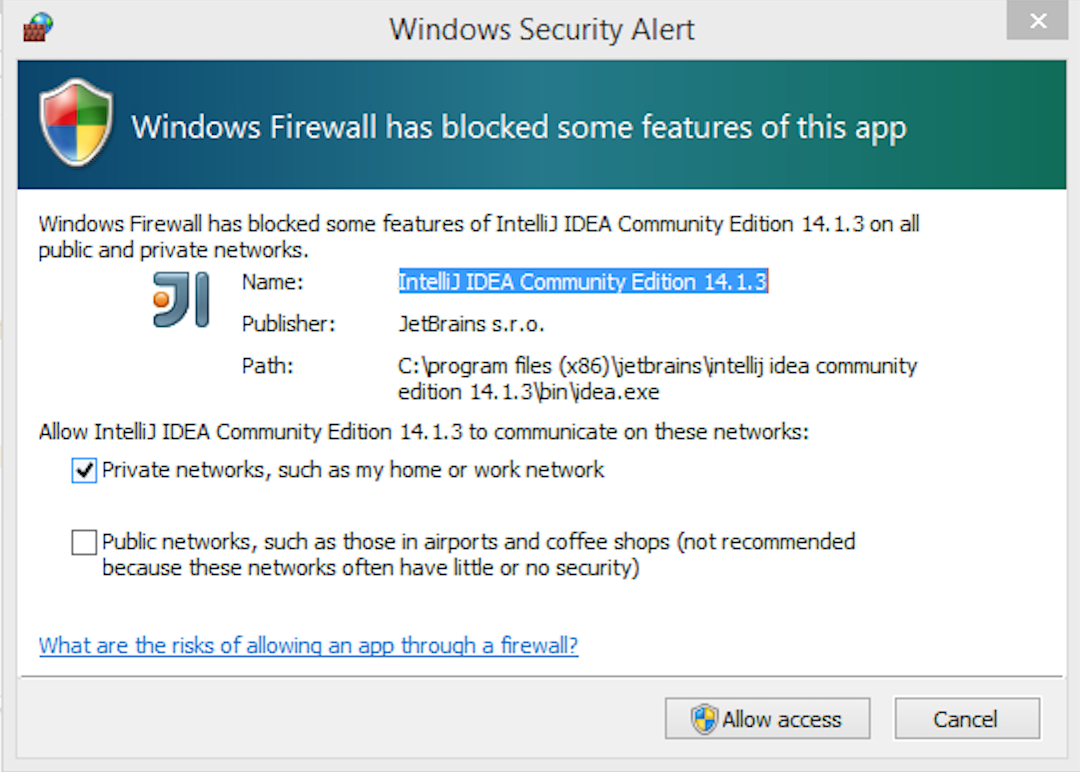 Windows Security Alert
Windows Firewall has blocked some features of this app
Windows Firewall has blocked some features of IntelliJ IDEA Community Edition 14.1.3 on all
public and private networks.
Name: IntelliJ IDEA Community Edition 14.1.3
Publisher: JetBrains s.r.o.
Path: C:\program files (x86)\jetbrains\intellij idea community
edition 14.1.3\bin\idea.exe
Allow IntelliJ IDEA Community Edition 14.1.3 to communicate on these networks:
Private networks, such as my home or work network
Public networks, such as those in airports and coffee shops (not recommended
because these networks often have little or no security)
What are the risks of allowing an app through a firewall?
Allow access Cancel